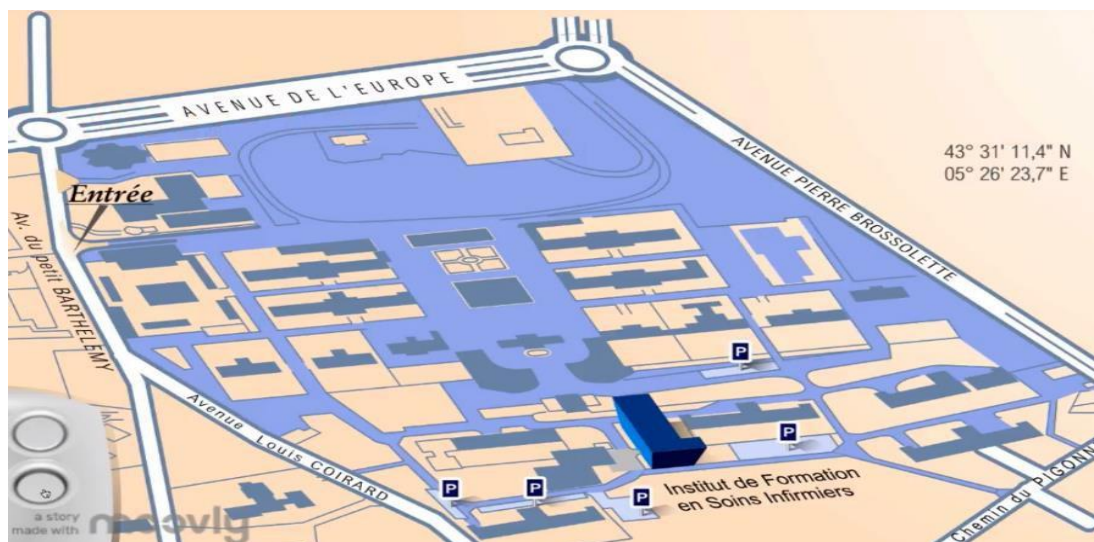 AVENUE DE L'EUROPE
43° 31' 11,4" N
05° 26' 23,7" E
AVENUE PIERRE BROSSOLETTE
Entrée
Av. du petit BARTHELEMY
P
Avenue Louis COIRARD
P
P
P
P
Institut de Formation
en Soins Infirmiers
Chemin du PIGONN
a story
made with moovly